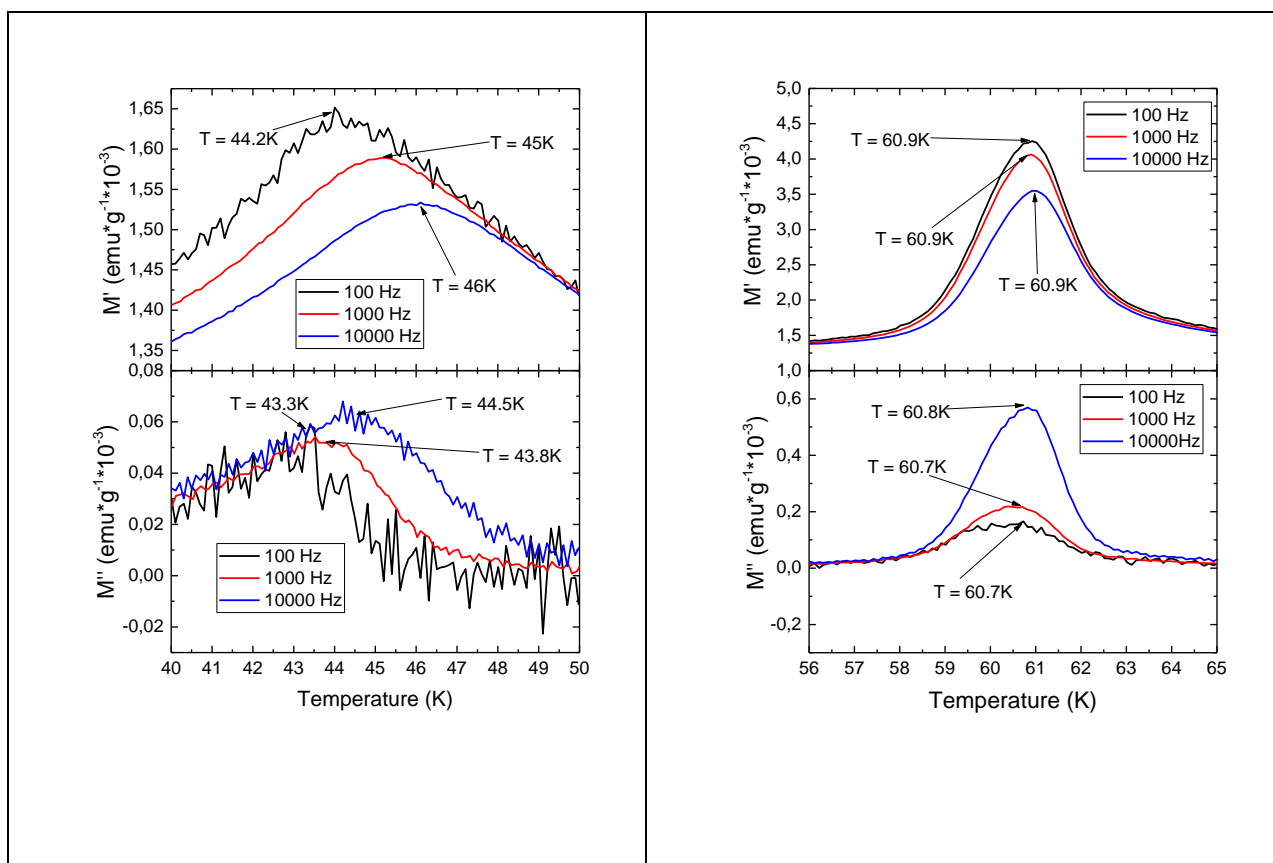 1,65
1,60
1,55
1,50
1,45
1,40
1,35
M' (emu*g-1*10-3)
T = 44.2K
T = 45K
T = 46K
100 Hz
1000 Hz
10000 Hz
0,08
0,06
0,04
0,02
0,00
-0,02
M'' (emu*g-1*10-3)
T = 43.3K
T = 44.5K
T = 43.8K
100 Hz
1000 Hz
10000 Hz
40 41 42 43 44 45 46 47 48 49 50
Temperature (K)
5,0
4,5
4,0
3,5
3,0
2,5
2,0
1,5
1,0
M' (emu*g-1*10-3)
100 Hz
1000 Hz
10000 Hz
T = 60.9K
T = 60.9K
T = 60.9K
0,6
0,4
0,2
0,0
-0,2
M'' (emu*g-1*10-3)
100 Hz
1000 Hz
10000Hz
T = 60.8K
T = 60.7K
T = 60.7K
56 57 58 59 60 61 62 63 64 65
Temperature (K)